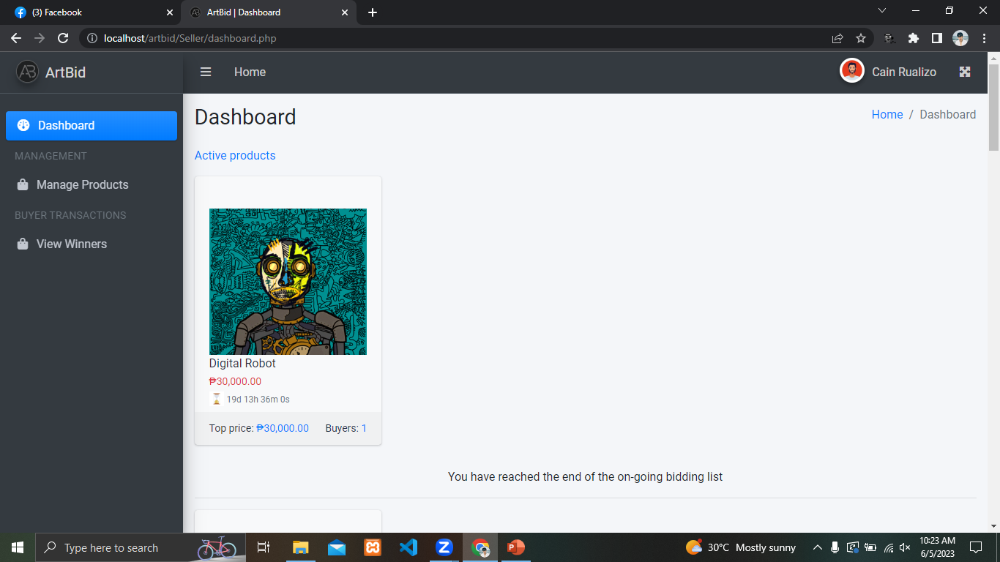 (3) Facebook
ArtBid | Dashboard
localhost/artbid/Seller/dashboard.php
ArtBid
Home
Cain Rualizo
Dashboard
MANAGEMENT
Manage Products
BUYER TRANSACTIONS
View Winners
Dashboard
Home / Dashboard
Active products
Digital Robot
₱30,000.00
19d 13h 36m 0s
Top price: ₱30,000.00 Buyers: 1
You have reached the end of the on-going bidding list
Type here to search
30°C Mostly sunny
10:23 AM
6/5/2023